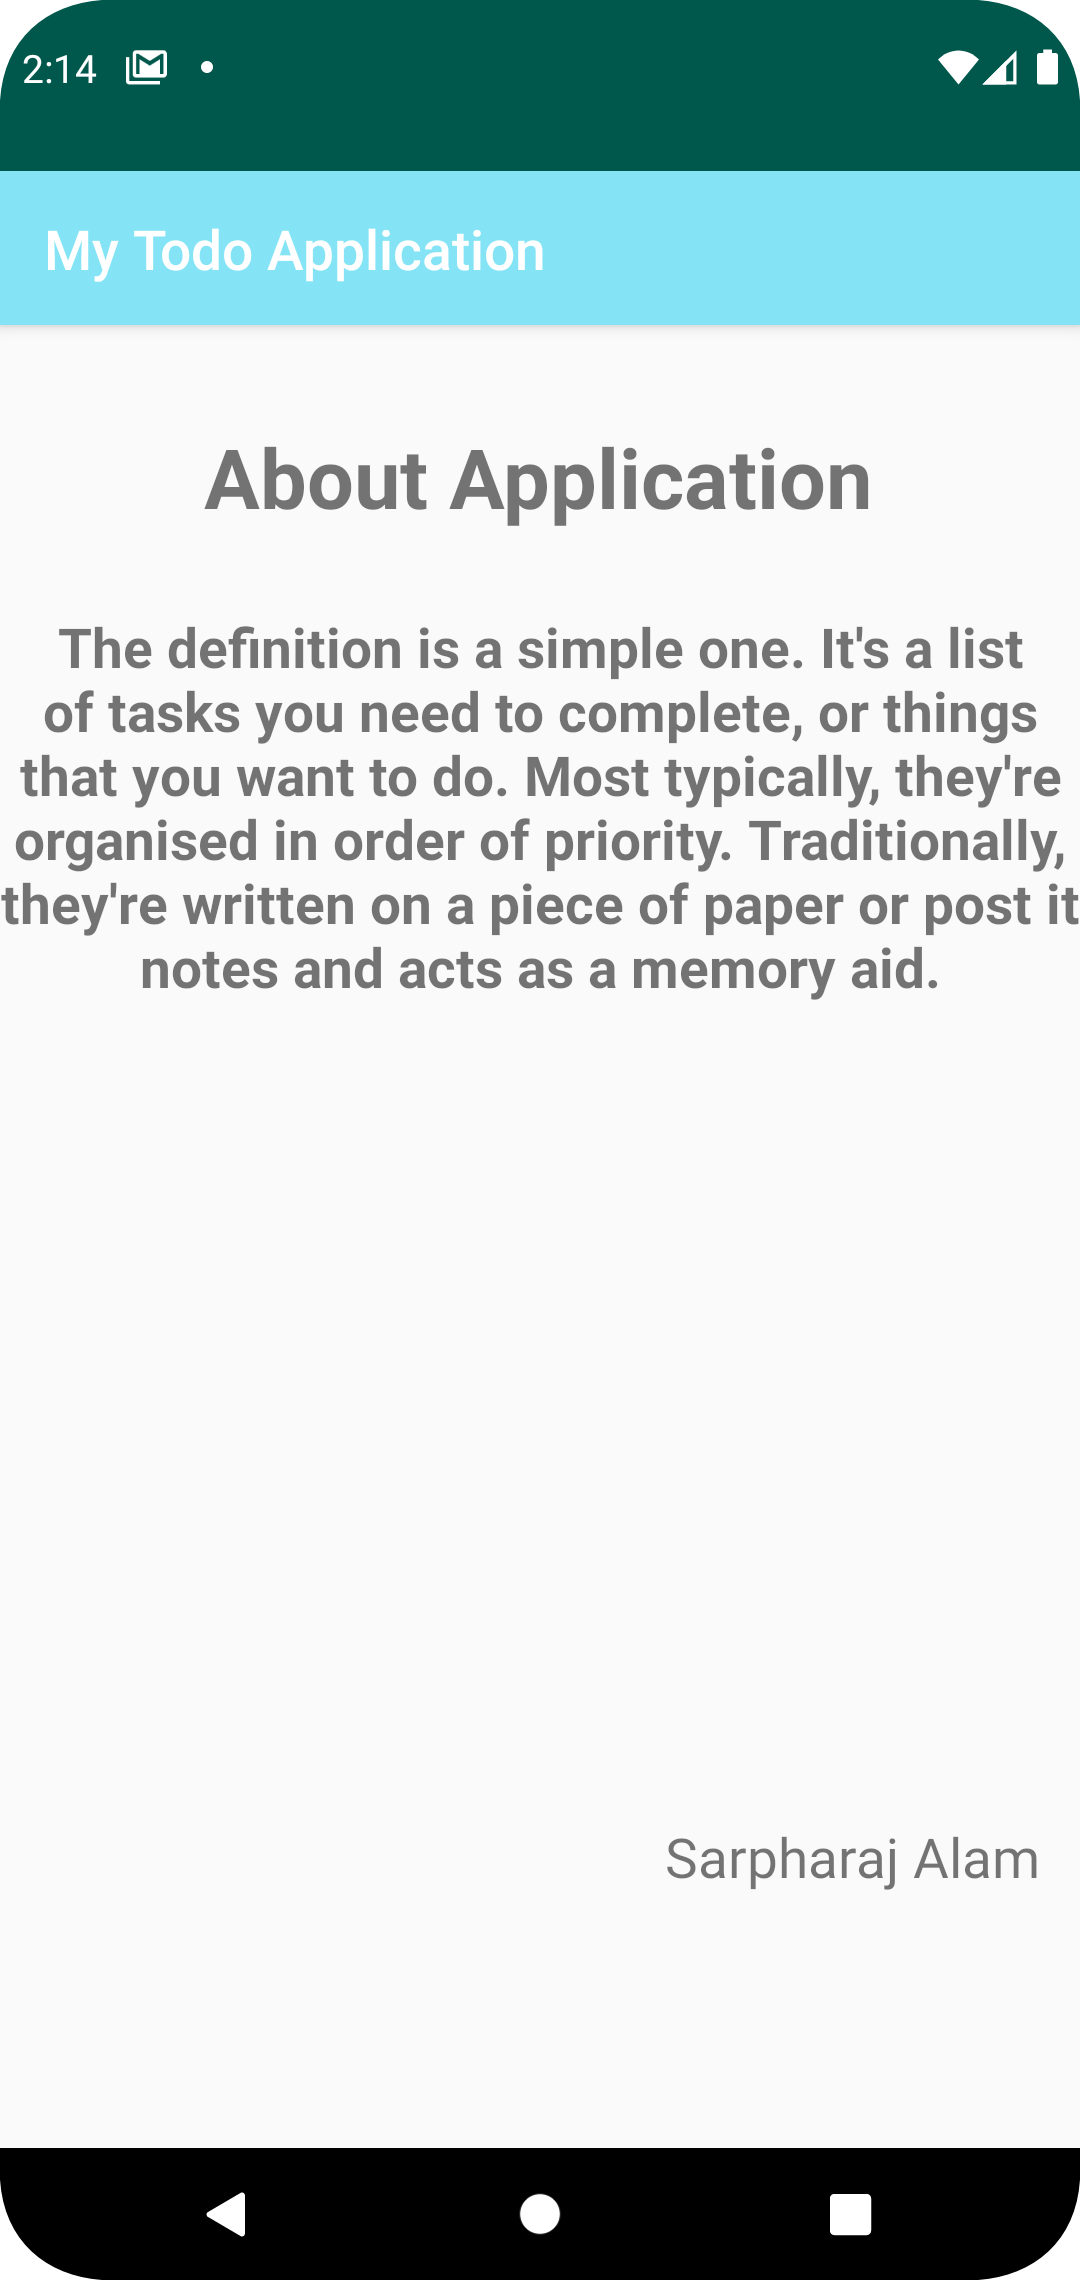 2:14
My Todo Application
About Application
The definition is a simple one. It's a list
of tasks you need to complete, or things
that you want to do. Most typically, they're
organised in order of priority. Traditionally,
they're written on a piece of paper or post it
notes and acts as a memory aid.
Sarpharaj Alam